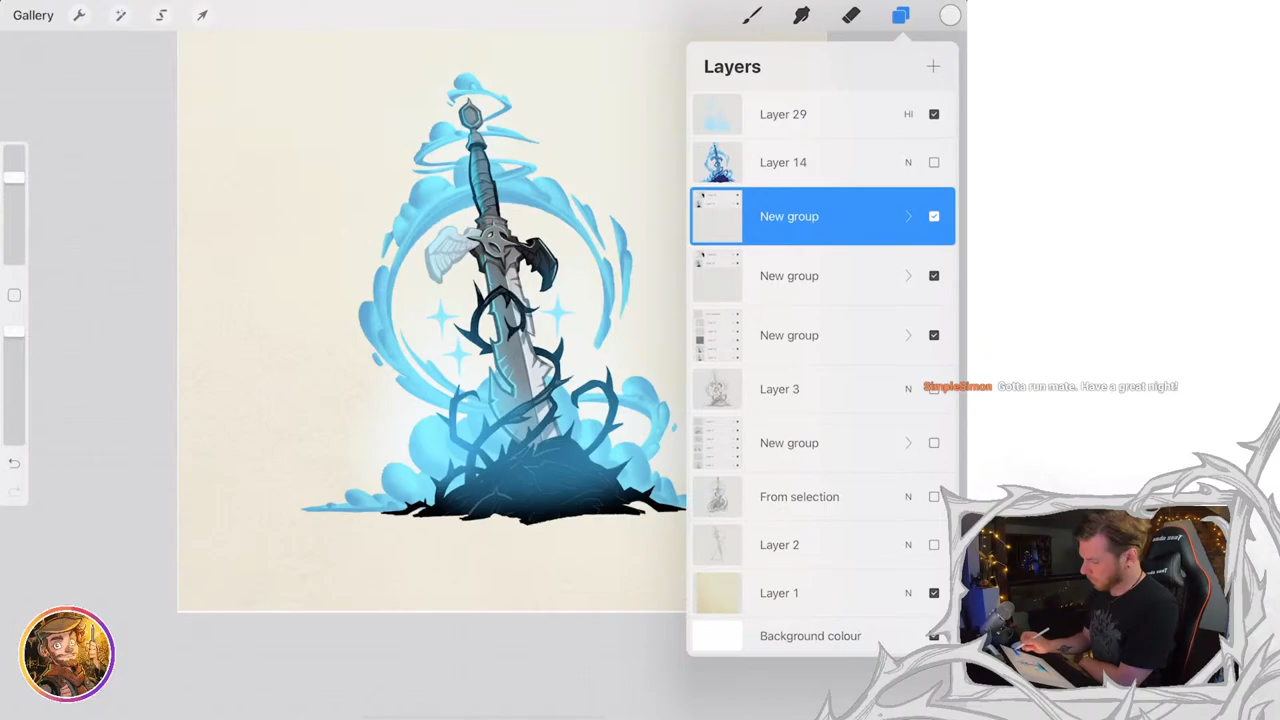 Gallery
Layers
Layer 29 HI
Layer 14 N
New group
New group
New group
Layer 3 N
New group
From selection N
Layer 2 N
Layer 1 N
Background colour
SimpleSimon Gotta run mate. Have a great night!